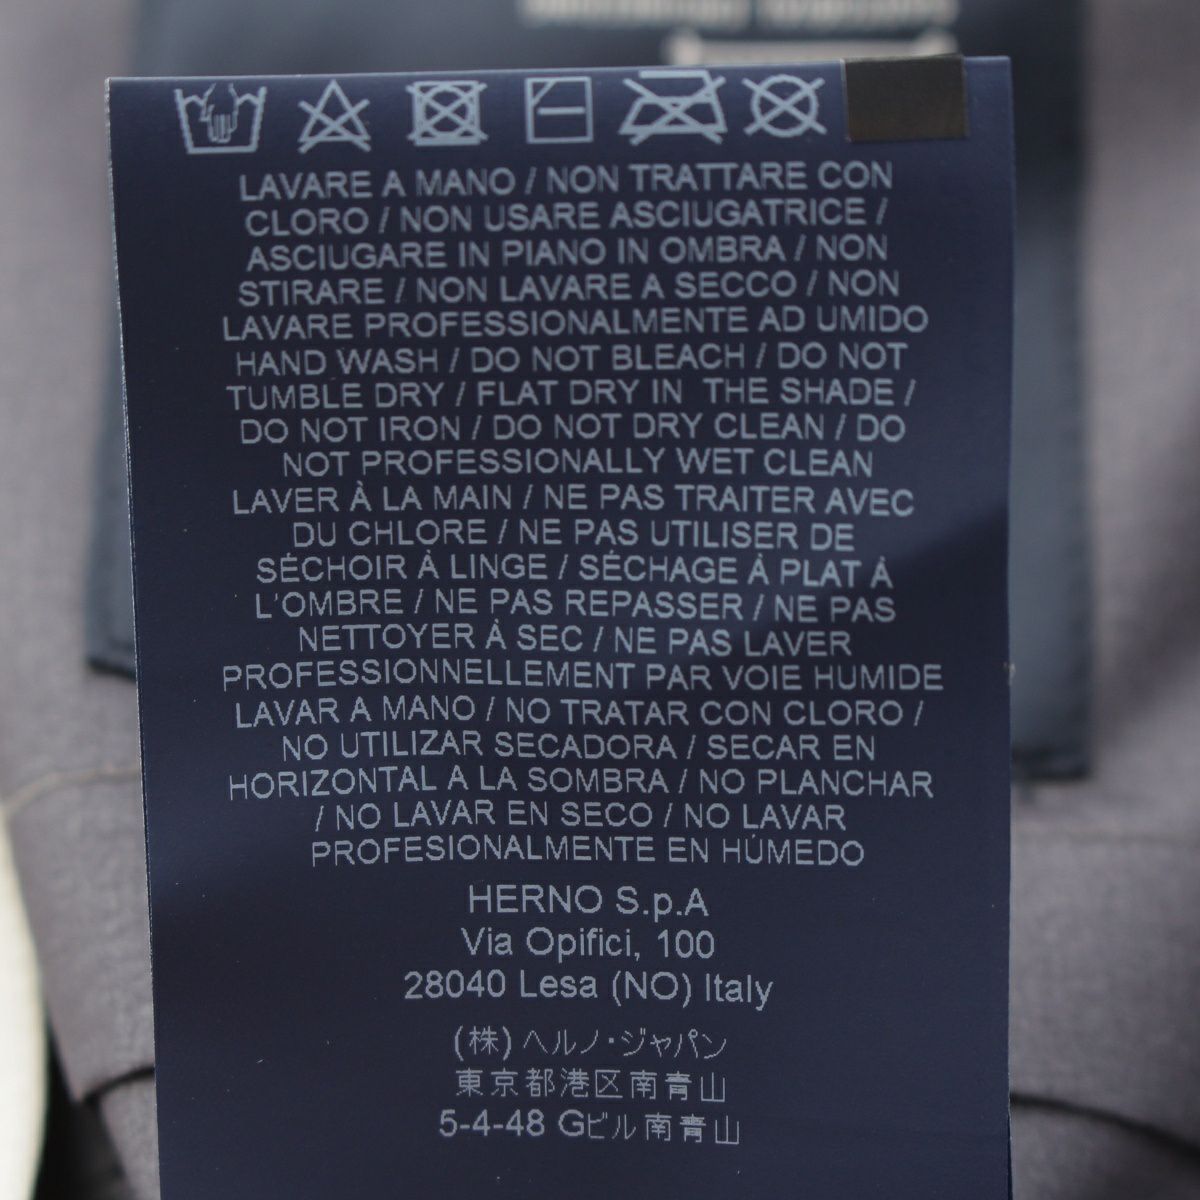 LAVARE A MANO / NON TRATTARE CON
CLORO / NON USARE ASCIUGATRICE /
ASCIUGARE IN PIANO IN OMBRA / NON
STIRARE / NON LAVARE A SECCO / NON
LAVARE PROFESSIONALMENTE AD UMIDO
HAND WASH / DO NOT BLEACH / DO NOT
TUMBLE DRY / FLAT DRY IN THE SHADE /
DO NOT IRON / DO NOT DRY CLEAN / DO
NOT PROFESSIONALLY WET CLEAN
LAVER À LA MAIN / NE PAS TRAITER AVEC
DU CHLORE / NE PAS UTILISER DE
SÉCHOIR À LINGE / SÉCHAGE À PLAT À
L'OMBRE / NE PAS REPASSER / NE PAS
NETTOYER À SEC / NE PAS LAVER
PROFESSIONNELLEMENT PAR VOIE HUMIDE
LAVAR A MANO / NO TRATAR CON CLORO /
NO UTILIZAR SECADORA / SECAR EN
HORIZONTAL A LA SOMBRA / NO PLANCHAR
/ NO LAVAR EN SECO / NO LAVAR
PROFESIONALMENTE EN HÚMEDO
HERNO S.p.A
Via Opifici, 100
28040 Lesa (NO) Italy
(株) ヘルノ・ジャパン
東京都港区南青山
5-4-48 Gビル南青山